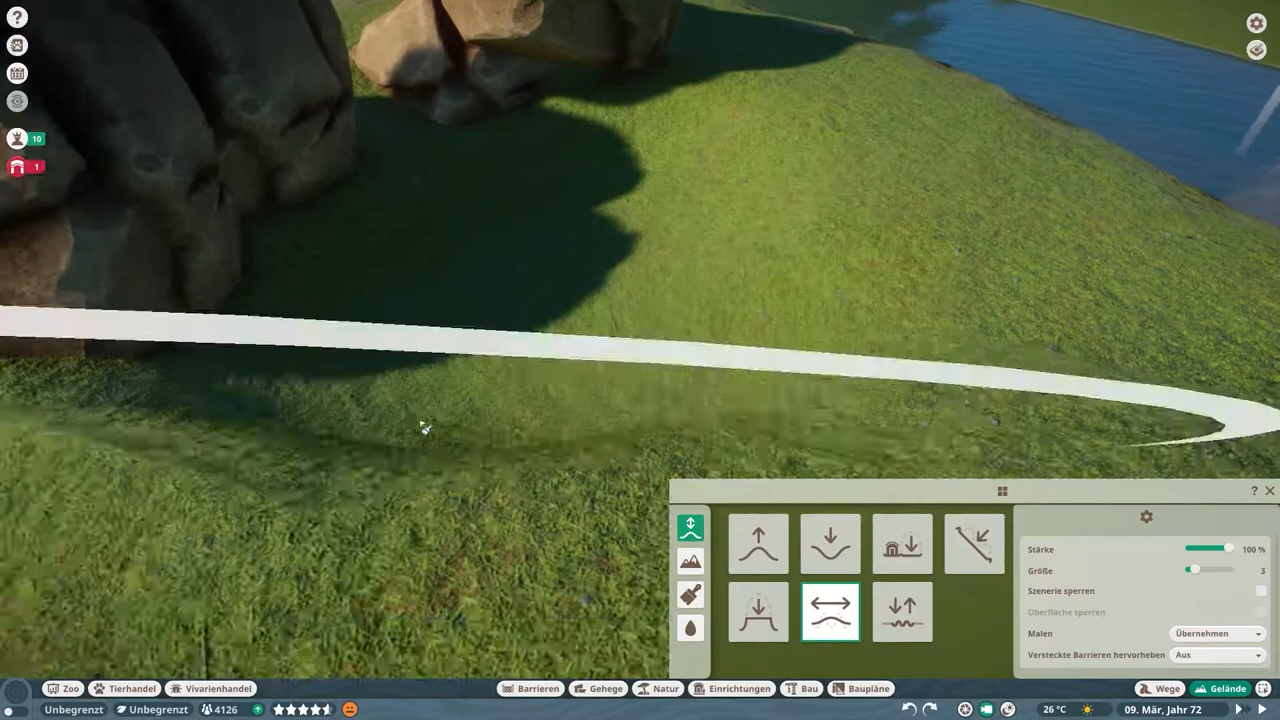 ?
10
1
? ×
Stärke 100 %
Größe 3
Szenerie sperren
Oberfläche sperren
Malen Übernehmen
Versteckte Barrieren hervorheben Aus
Zoo Tierhandel Vivarienhandel Barrieren Gehege Natur Einrichtungen Bau Baupläne Wege Gelände
Unbegrenzt Unbegrenzt 4126 26 °C 09. Mär, Jahr 72